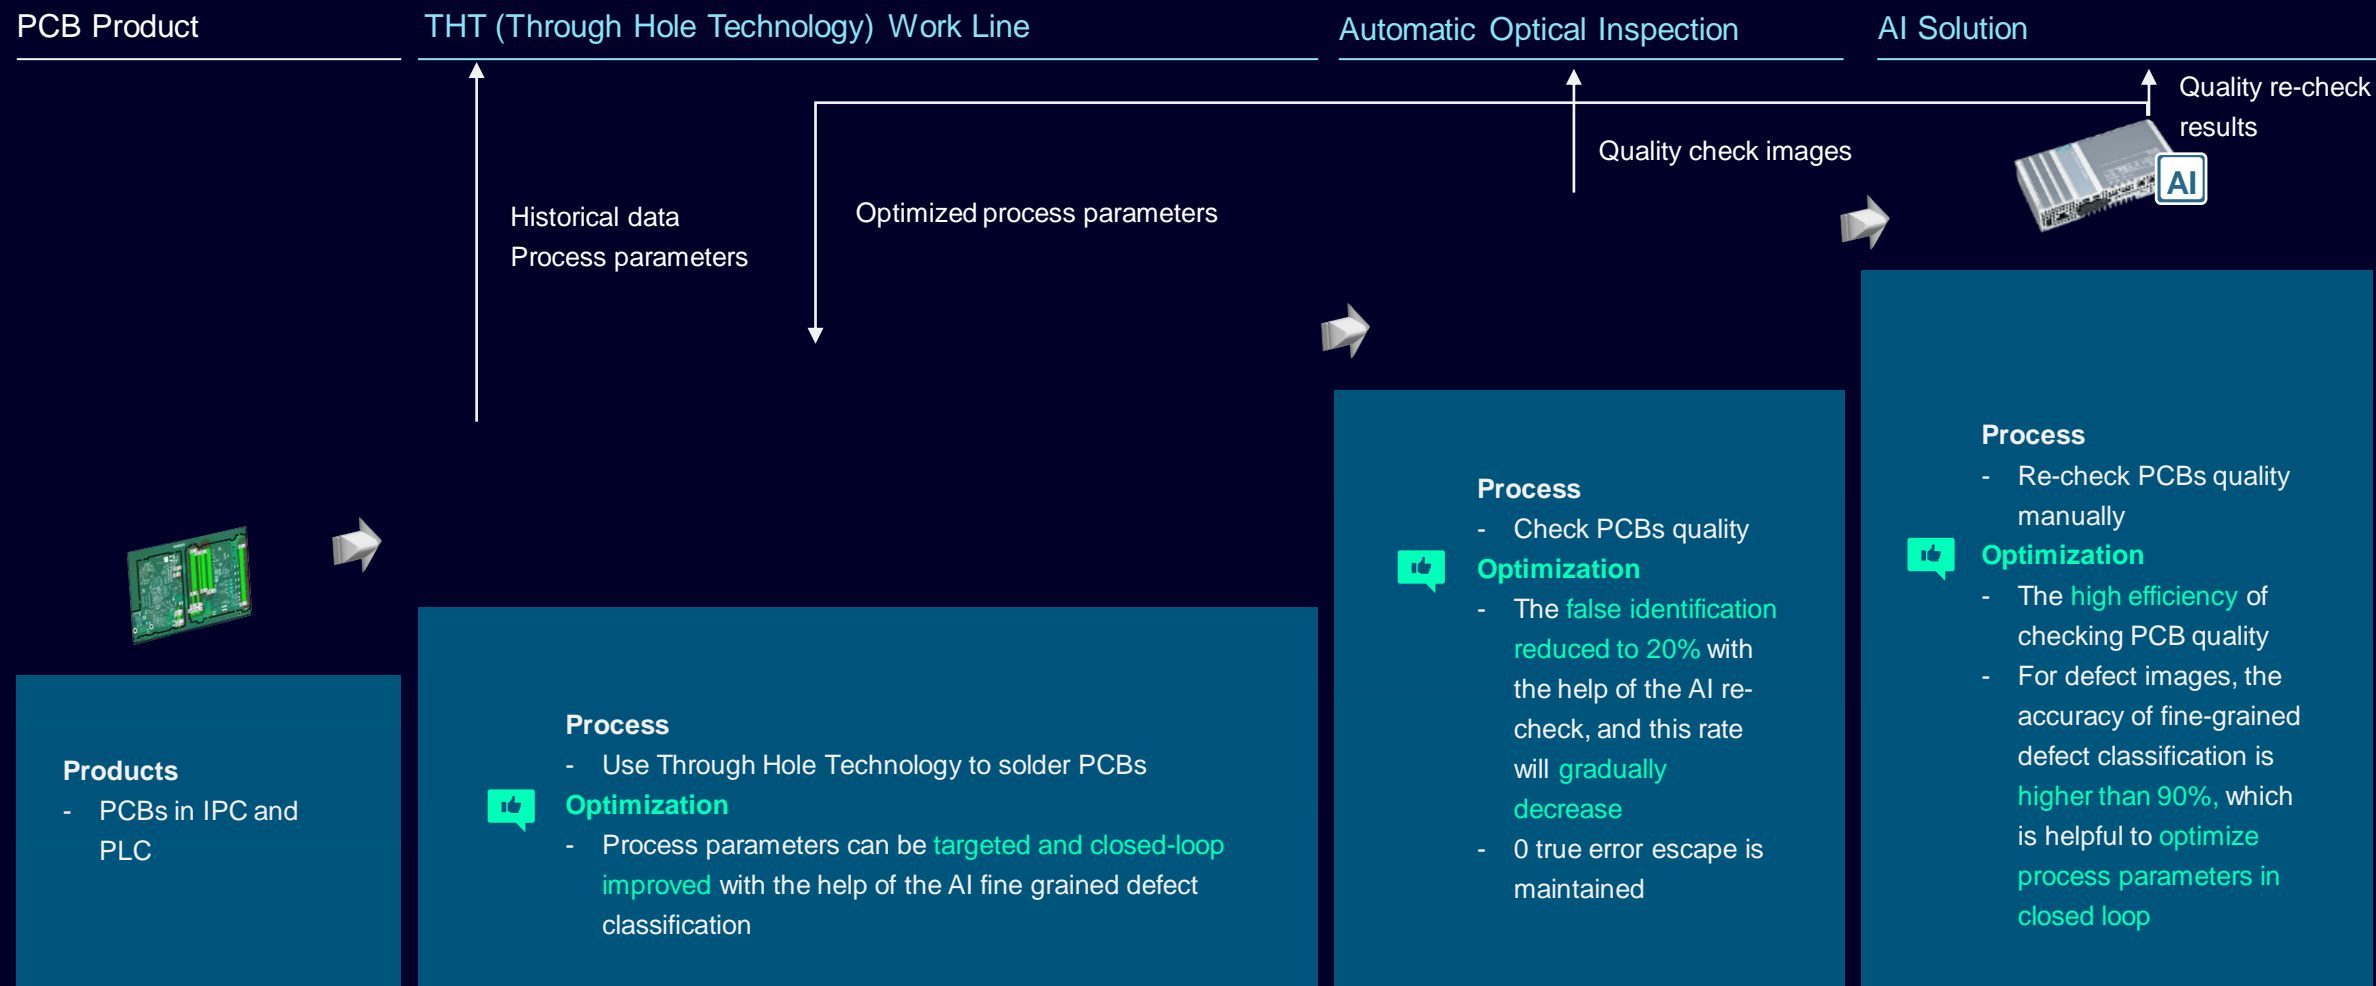 PCB Product
THT (Through Hole Technology) Work Line
Automatic Optical Inspection
AI Solution
Historical data
Process parameters
Optimized process parameters
Quality check images
Quality re-check
results
AI
Products
- PCBs in IPC and
PLC
Process
- Use Through Hole Technology to solder PCBs
Optimization
- Process parameters can be targeted and closed-loop
improved with the help of the AI fine grained defect
classification
Process
- Check PCBs quality
Optimization
- The false identification
reduced to 20% with
the help of the AI re-
check, and this rate
will gradually
decrease
- 0 true error escape is
maintained
Process
- Re-check PCBs quality
manually
Optimization
- The high efficiency of
checking PCB quality
- For defect images, the
accuracy of fine-grained
defect classification is
higher than 90%, which
is helpful to optimize
process parameters in
closed loop